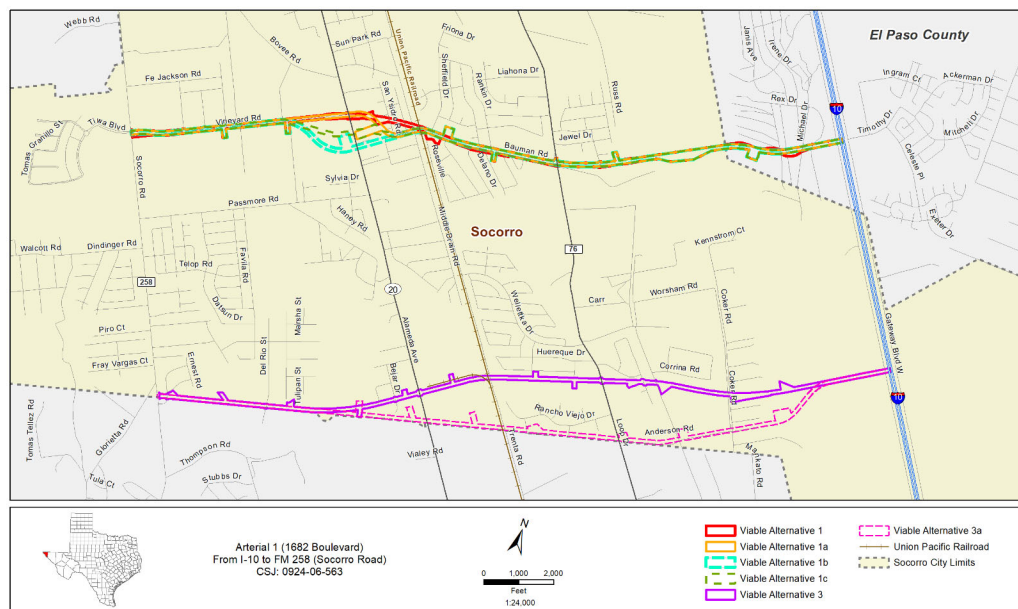 Webb Rd
Bovee Rd
Sun Park Rd
Friona Dr
Union Pacific Railroad
Sheffield Dr
Rankin Dr
Liahona Dr
Russ Rd
Janis Ave
Irene Dr
El Paso County
Ingram Ct
Ackerman Dr
Fe Jackson Rd
San Ysidro Rd
Rex Dr
Michael Dr
10
Timothy Dr
Mitchell Dr
Tiwa Blvd
Vineyard Rd
Tomas Granillo St
Jewel Dr
Bauman Rd
Delano Dr
Roseville
Celeste Pl
Exeter Dr
Socorro Rd
Sylvia Dr
Passmore Rd
Haney Rd
Middle Drain Rd
Socorro
76
Kennstrom Ct
Walcott Rd
Dindinger Rd
Telop Rd
Favila Rd
258
Datsun Dr
Marsha St
20
Wellettka Dr
Carr
Worsham Rd
Coker Rd
Piro Ct
Alameda Ave
Gateway Blvd W
Fray Vargas Ct
Ernest Rd
Del Rio St
Tulipan St
Bejar Dr
Huereque Dr
Corrina Rd
Coker Rd
10
Tomas Tellez Rd
Glorietta Rd
Rancho Viejo Dr
Loop Dr
Anderson Rd
Thompson Rd
Trenta Rd
Vialey Rd
Mankato Rd
Tula Ct
Stubbs Dr
Arterial 1 (1682 Boulevard)
From I-10 to FM 258 (Socorro Road)
CSJ: 0924-06-563
N
0 1,000 2,000
Feet
1:24,000
Viable Alternative 1
Viable Alternative 1a
Viable Alternative 1b
Viable Alternative 1c
Viable Alternative 3
Viable Alternative 3a
Union Pacific Railroad
Socorro City Limits